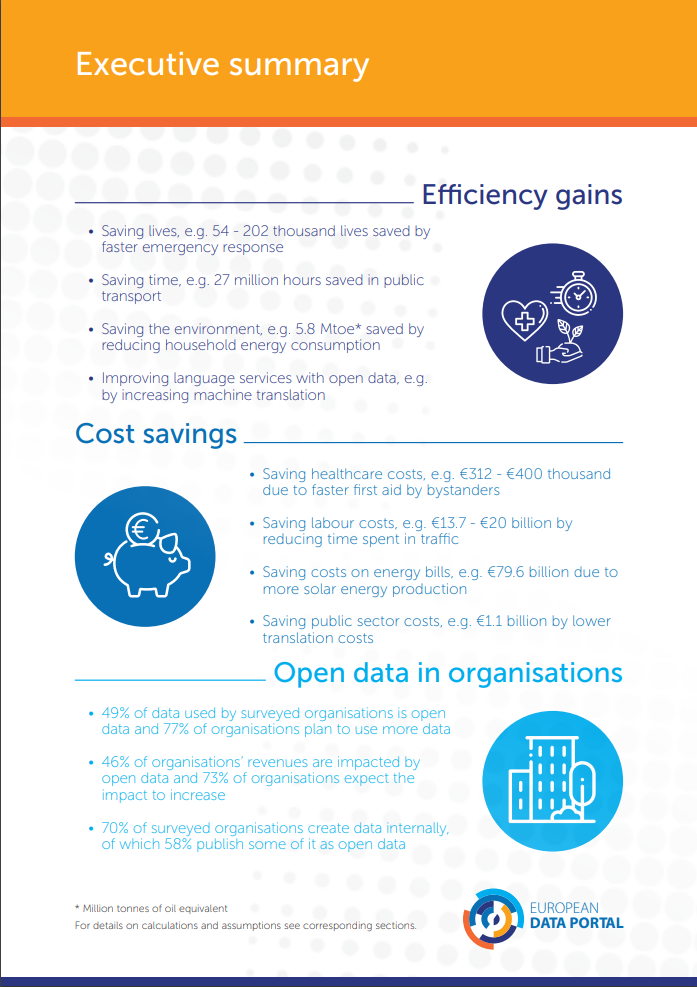 Executive summary
Efficiency gains
• Saving lives, e.g. 54 - 202 thousand lives saved by
faster emergency response
• Saving time, e.g. 27 million hours saved in public
transport
• Saving the environment, e.g. 5.8 Mtoe* saved by
reducing household energy consumption
• Improving language services with open data, e.g.
by increasing machine translation
Cost savings
€
• Saving healthcare costs, e.g. €312 - €400 thousand
due to faster first aid by bystanders
• Saving labour costs, e.g. €13.7 - €20 billion by
reducing time spent in traffic
• Saving costs on energy bills, e.g. €79.6 billion due to
more solar energy production
• Saving public sector costs, e.g. €1.1 billion by lower
translation costs
Open data in organisations
• 49% of data used by surveyed organisations is open
data and 77% of organisations plan to use more data
• 46% of organisations’ revenues are impacted by
open data and 73% of organisations expect the
impact to increase
• 70% of surveyed organisations create data internally,
of which 58% publish some of it as open data
* Million tonnes of oil equivalent
For details on calculations and assumptions see corresponding sections.
EUROPEAN
DATA PORTAL